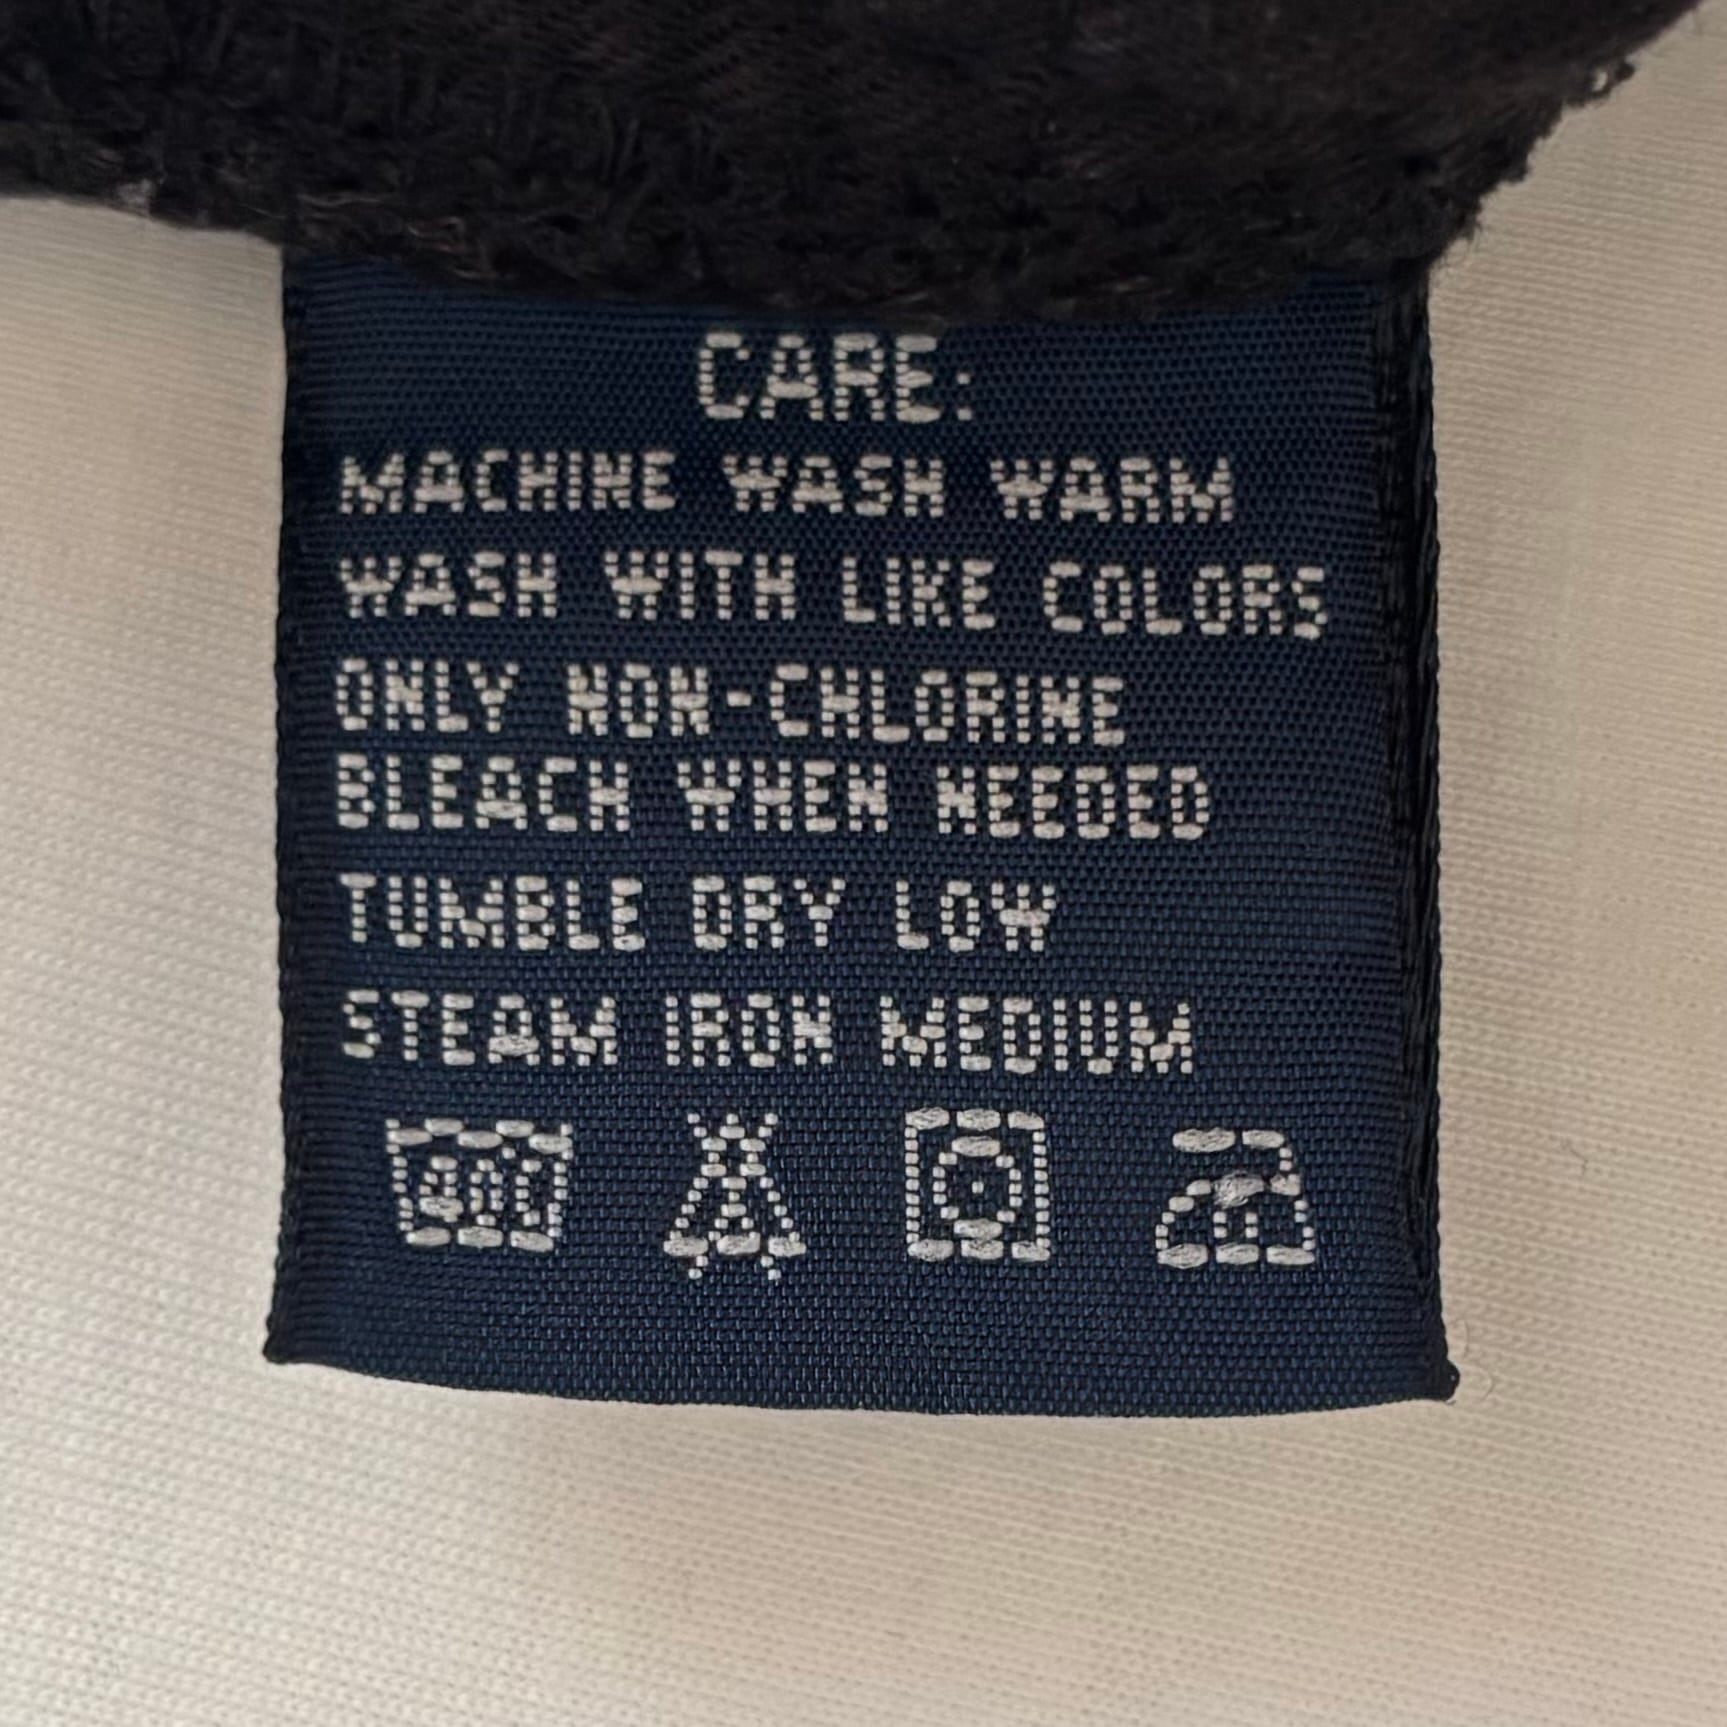 CARE:
MACHINE WASH WARM
WASH WITH LIKE COLORS
ONLY NON-CHLORINE
BLEACH WHEN NEEDED
TUMBLE DRY LOW
STEAM IRON MEDIUM
40C